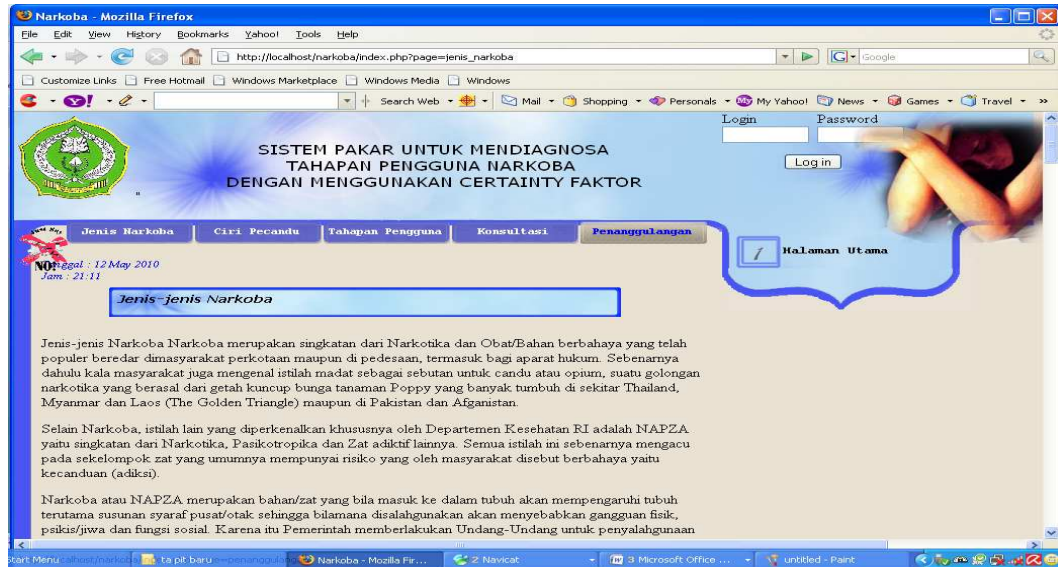 Narkoba - Mozilla Firefox
File Edit View History Bookmarks Yahoo! Tools Help
http://localhost/narkoba/index.php?page=jenis_narkoba
Google
Customize Links Free Hotmail Windows Marketplace Windows Media Windows
Search Web Mail Shopping Personals My Yahoo! News Games Travel
Login Password
Log in
SISTEM PAKAR UNTUK MENDIAGNOSA
TAHAPAN PENGGUNA NARKOBA
DENGAN MENGGUNAKAN CERTAINTY FAKTOR
Jenis Narkoba Ciri Pecandu Tahapan Pengguna Konsultasi Penanggulangan
1 Halaman Utama
NO!
: 12 May 2010
Jam : 21:11
Jenis-jenis Narkoba
Jenis-jenis Narkoba Narkoba merupakan singkatan dari Narkotika dan Obat/Bahan berbahaya yang telah
populer beredar dimasyarakat perkotaan maupun di pedesaan, termasuk bagi aparat hukum. Sebenarnya
dahulu kala masyarakat juga mengenal istilah madat sebagai sebutan untuk candu atau opium, suatu golongan
narkotika yang berasal dari getah kuncup bunga tanaman Poppy yang banyak tumbuh di sekitar Thailand,
Myanmar dan Laos (The Golden Triangle) maupun di Pakistan dan Afganistan.
Selain Narkoba, istilah lain yang diperkenalkan khususnya oleh Departemen Kesehatan RI adalah NAPZA
yaitu singkatan dari Narkotika, Pasikotropika dan Zat adiktif lainnya. Semua istilah ini sebenarnya mengacu
pada sekelompok zat yang umumnya mempunyai risiko yang oleh masyarakat disebut berbahaya yaitu
kecanduan (adiksi).
Narkoba atau NAPZA merupakan bahan/zat yang bila masuk ke dalam tubuh akan mempengaruhi tubuh
terutama susunan syaraf pusat/otak sehingga bilamana disalahgunakan akan menyebabkan gangguan fisik,
psikis/jiwa dan fungsi sosial. Karena itu Pemerintah memberlakukan Undang-Undang untuk penyalahgunaan
Start Menu ta pit baru Narkoba - Mozilla Fir... 2 Navicat 3 Microsoft Office ... untitled - Paint